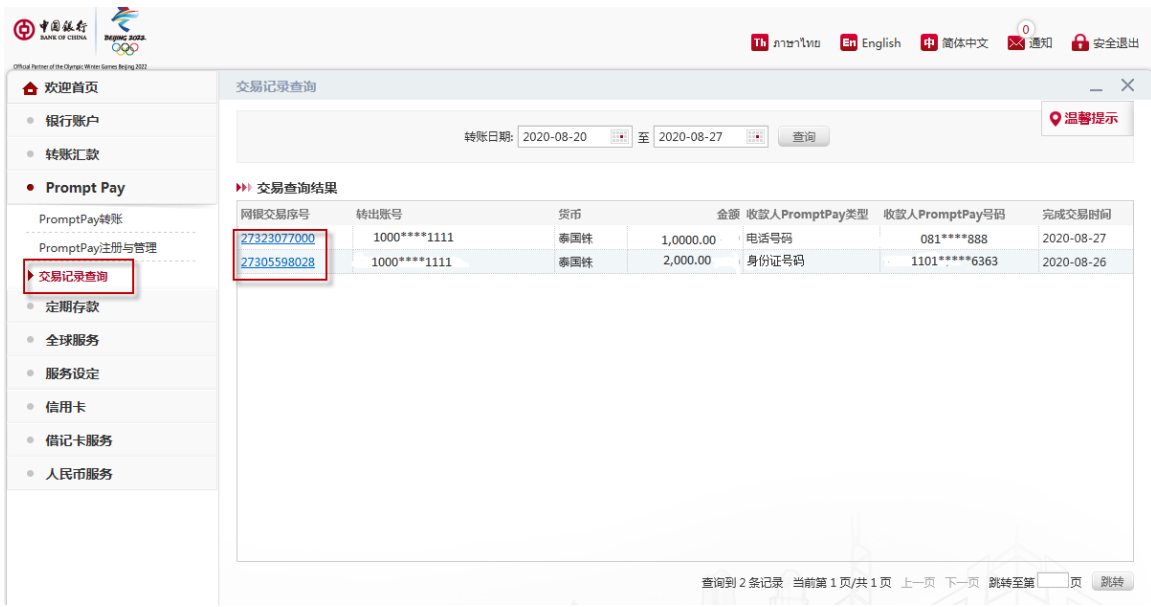 中国银行
BANK OF CHINA
BEIJING 2022
Official Partner of the Olympic Winter Games Beijing 2022
Th ภาษาไทย En English 中 简体中文 0 通知 安全退出
欢迎首页
银行账户
转账汇款
Prompt Pay
PromptPay转账
PromptPay注册与管理
交易记录查询
定期存款
全球服务
服务设定
信用卡
借记卡服务
人民币服务
交易记录查询
温馨提示
转账日期: 2020-08-20 至 2020-08-27 查询
交易查询结果
网银交易序号 转出账号 货币 金额 收款人PromptPay类型 收款人PromptPay号码 完成交易时间
27323077000 1000****1111 泰国铢 1,0000.00 电话号码 081****888 2020-08-27
27305598028 1000****1111 泰国铢 2,000.00 身份证号码 1101*****6363 2020-08-26
查询到 2 条记录 当前第 1 页/共 1 页 上一页 下一页 跳转至第 页 跳转